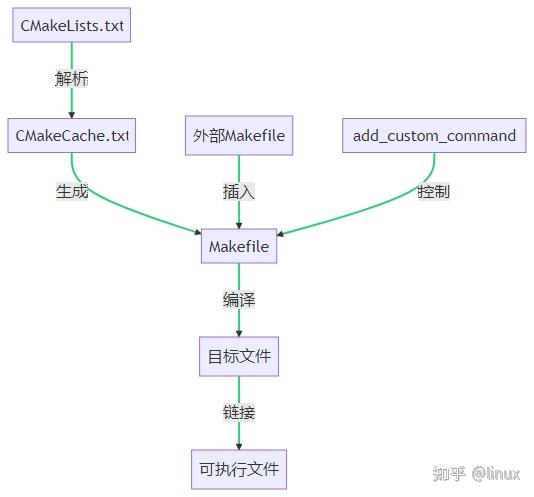 CMakeLists.txt
解析
CMakeCache.txt
外部Makefile
add_custom_command
生成
插入
控制
Makefile
编译
目标文件
链接
可执行文件
知乎 @linux